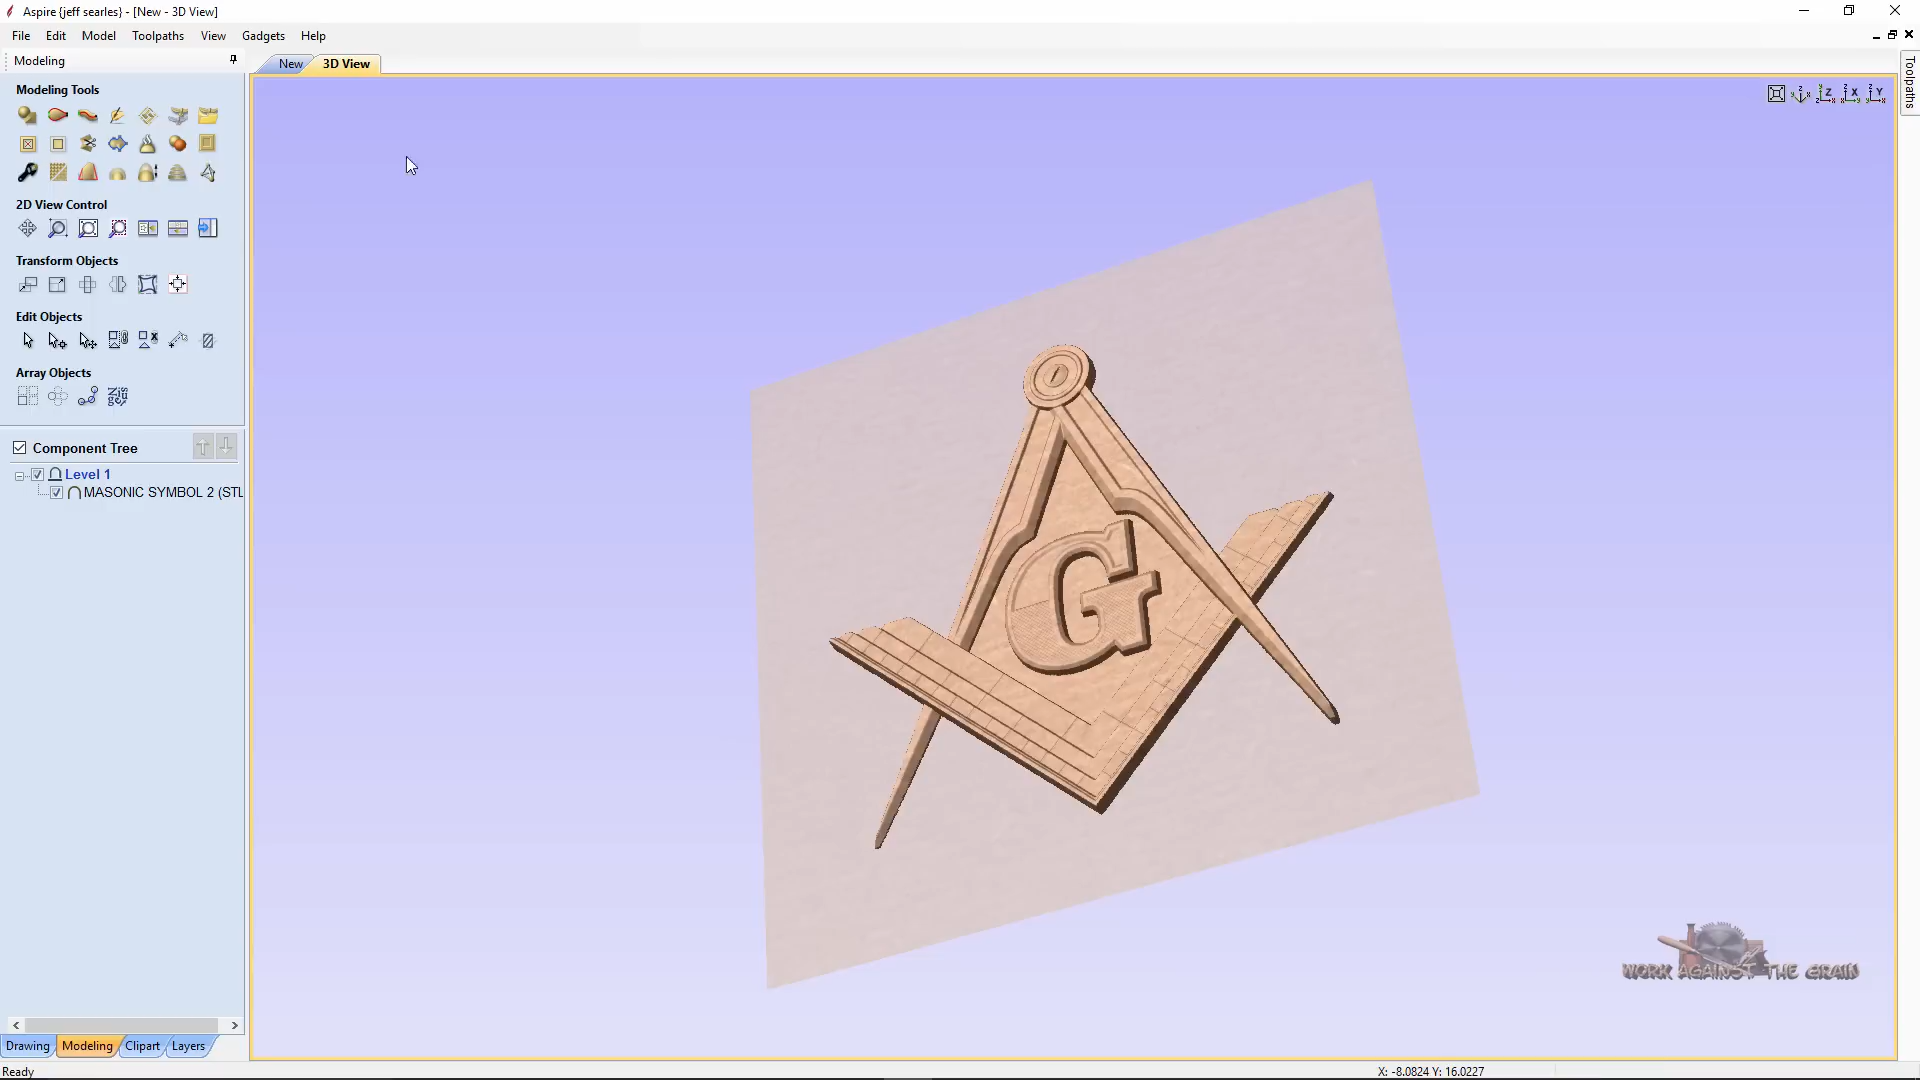 Aspire {jeff searles} - [New - 3D View]
File Edit Model Toolpaths View Gadgets Help
Modeling
New 3D View
Toolpaths
Modeling Tools
2D View Control
Transform Objects
Edit Objects
Array Objects
Component Tree
Level 1
MASONIC SYMBOL 2 (STL
G
WORK AGAINST THE GRAIN
Drawing Modeling Clipart Layers
Ready
X: -8.0824 Y: 16.0227